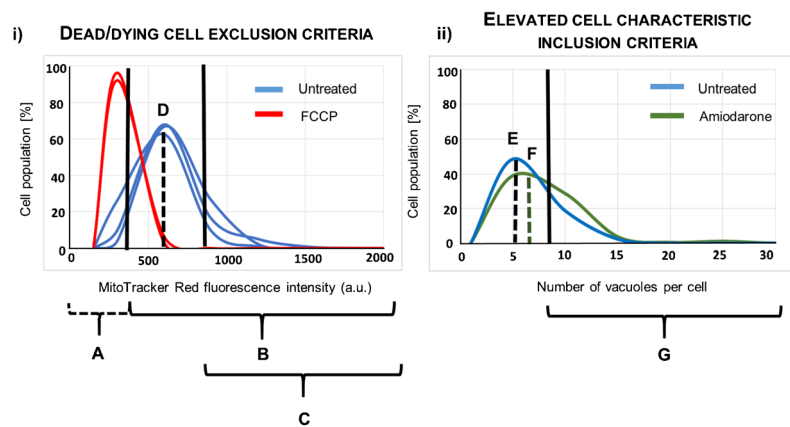 i)
DEAD/DYING CELL EXCLUSION CRITERIA
Cell population [%]
100
80
60
40
20
0
D
Untreated
FCCP
0 500 1000 1500 2000
MitoTracker Red fluorescence intensity (a.u.)
A
B
C
ii)
ELEVATED CELL CHARACTERISTIC
INCLUSION CRITERIA
Cell population [%]
100
80
60
40
20
0
E
F
Untreated
Amiodarone
0 5 10 15 20 25 30
Number of vacuoles per cell
G